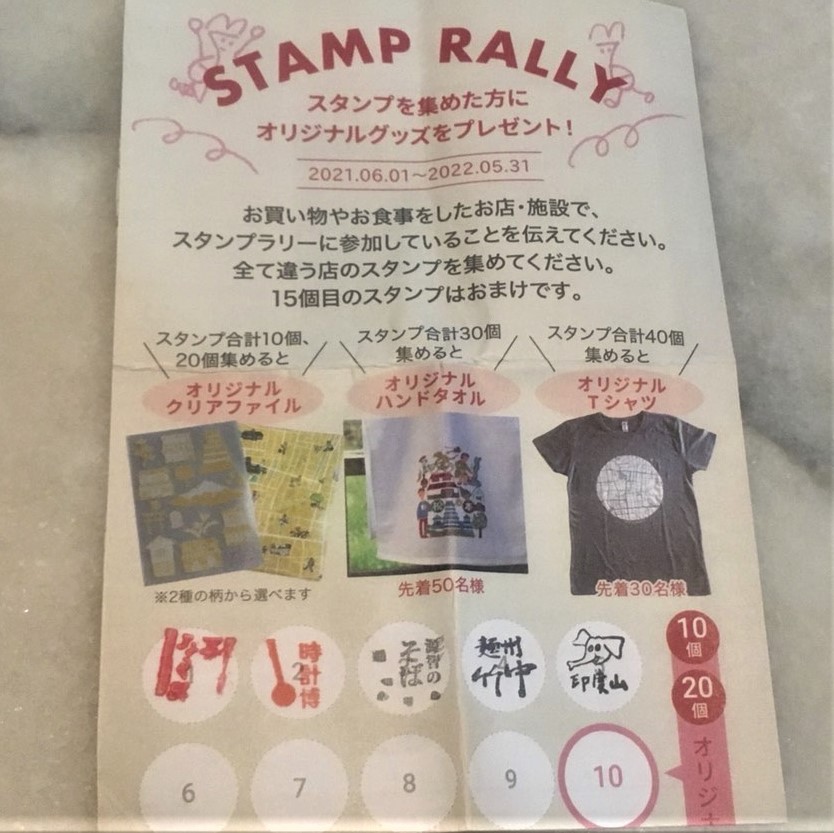 STAMP RALLY
スタンプを集めた方に
オリジナルグッズをプレゼント!
2021.06.01〜2022.05.31
お買い物やお食事をしたお店・施設で、
スタンプラリーに参加していることを伝えてください。
全て違う店のスタンプを集めてください。
15個目のスタンプはおまけです。
スタンプ合計10個、
20個集めると
オリジナル
クリアファイル
※2種の柄から選べます
スタンプ合計30個
集めると
オリジナル
ハンドタオル
先着50名様
スタンプ合計40個
集めると
オリジナル
Tシャツ
先着30名様
時計博
源智の
そば
竹中
印度山
10
個
20
個
6
7
8
9
10
オリジ